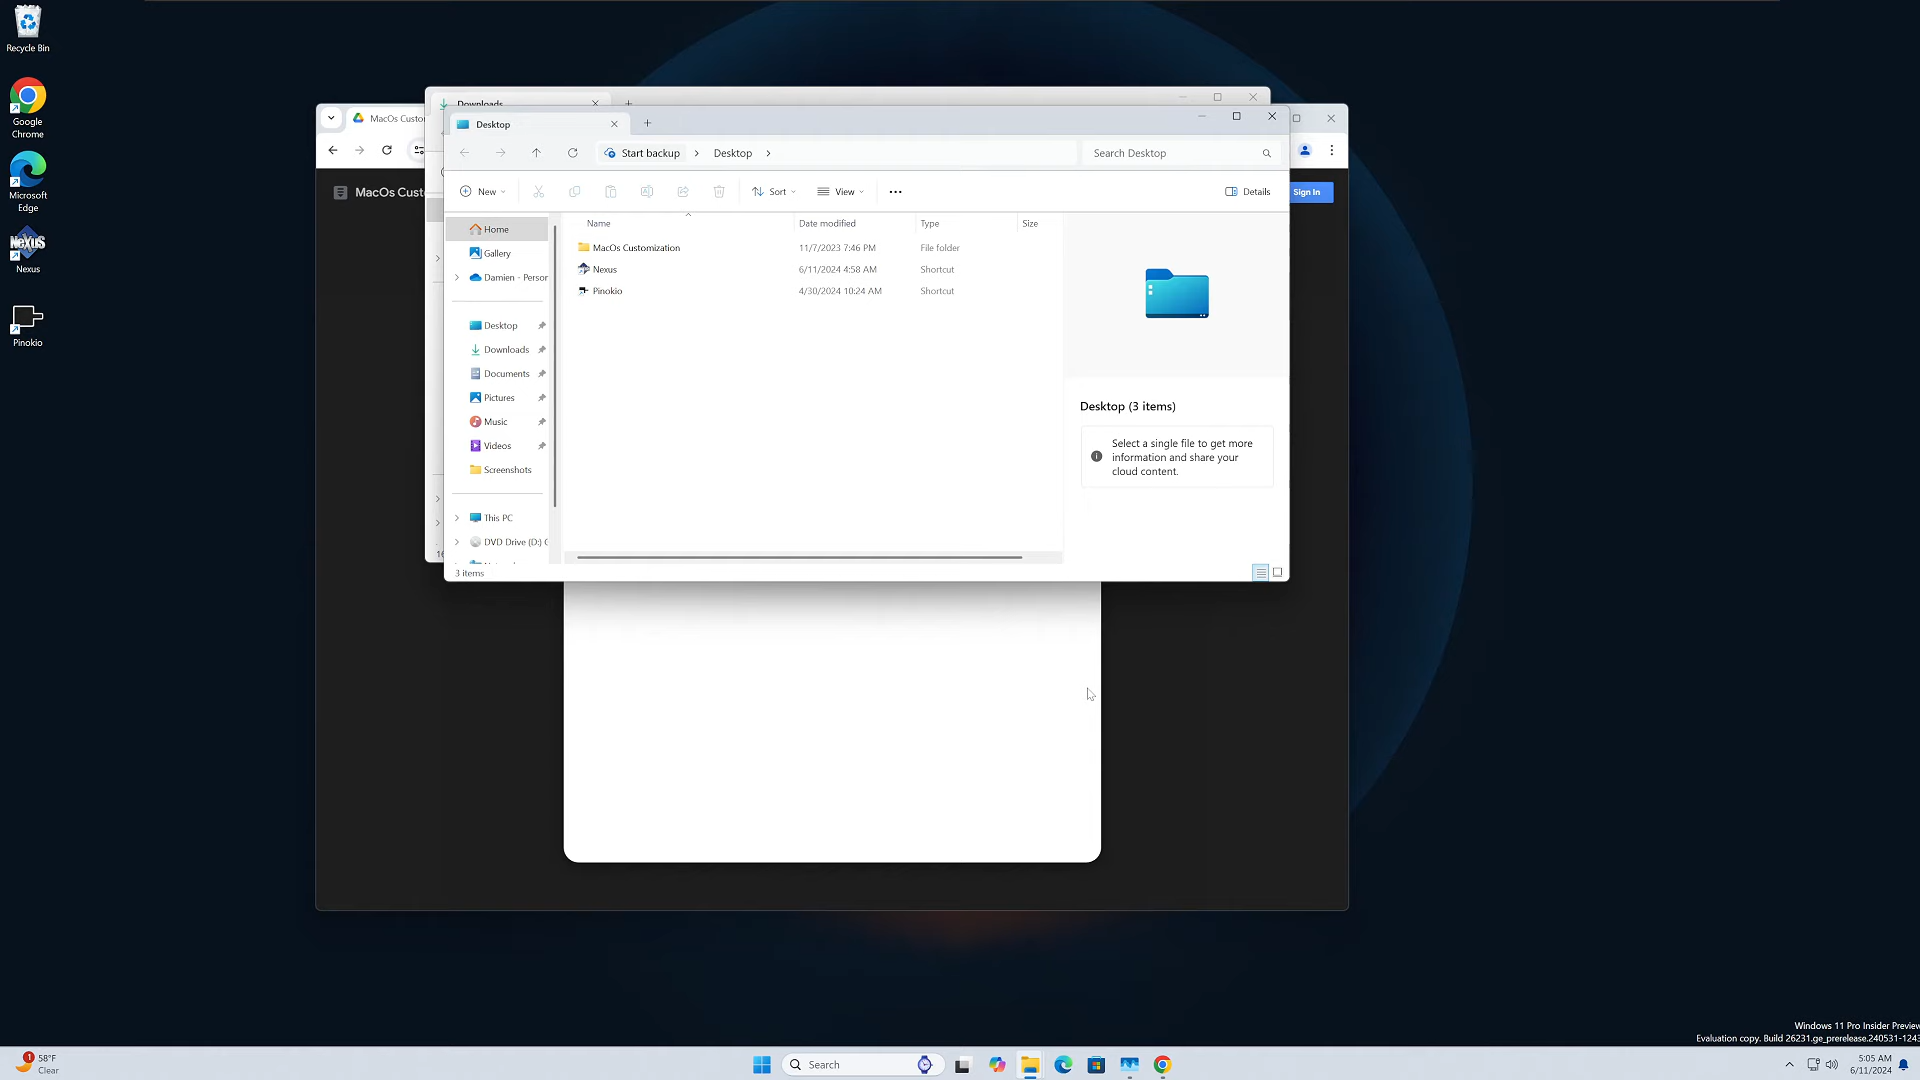 Recycle Bin
Google
Chrome
Microsoft
Edge
NeXuS
Nexus
Pinokio
MacOs Custo
MacOs Cust
Downloads
Sign In
16
Desktop
Start backup
Desktop
Search Desktop
New
Sort
View
Details
Home
Gallery
Damien - Person
Desktop
Downloads
Documents
Pictures
Music
Videos
Screenshots
This PC
DVD Drive (D:) C
Name
Date modified
Type
Size
MacOs Customization
11/7/2023 7:46 PM
File folder
Nexus
6/11/2024 4:58 AM
Shortcut
Pinokio
4/30/2024 10:24 AM
Shortcut
Desktop (3 items)
Select a single file to get more
information and share your
cloud content.
3 items
Windows 11 Pro Insider Preview
Evaluation copy. Build 26231.ge_prerelease.240531-1243
1
58°F
Clear
Search
5:05 AM
6/11/2024